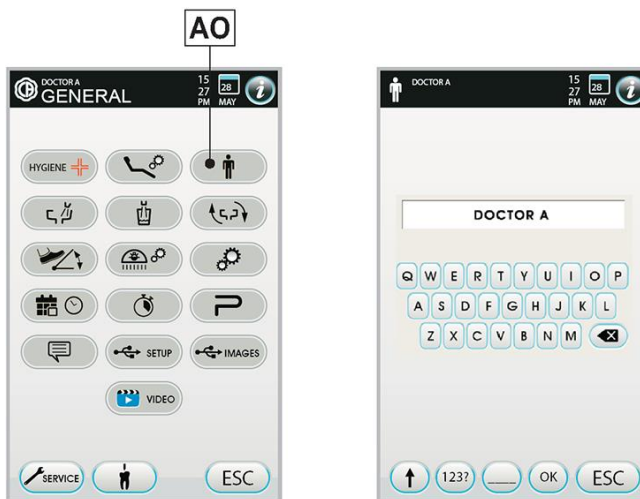 AO
DOCTOR A
GENERAL
15
27
PM
28
MAY
i
HYGIENE
SETUP
IMAGES
VIDEO
SERVICE
ESC
DOCTOR A
15
27
PM
28
MAY
i
DOCTOR A
Q W E R T Y U I O P
A S D F G H J K L
Z X C V B N M
123? ____ OK ESC